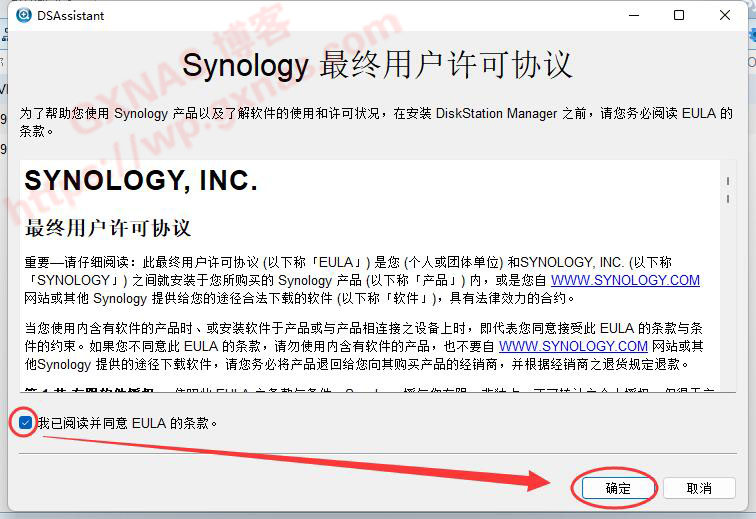 DSAssistant
Synology 最终用户许可协议
GXNAS 博客
https://wp.gxnas.com
为了帮助您使用 Synology 产品以及了解软件的使用和许可状况，在安装 DiskStation Manager 之前，请您务必阅读 EULA 的
条款。
SYNOLOGY, INC.
最终用户许可协议
重要—请仔细阅读：此最终用户许可协议 (以下称「EULA」) 是您 (个人或团体单位) 和SYNOLOGY, INC. (以下称
「SYNOLOGY」) 之间就安装于您所购买的 Synology 产品 (以下称「产品」) 内，或是您自 WWW.SYNOLOGY.COM
网站或其他 Synology 提供给您的途径合法下载的软件 (以下称「软件」)，具有法律效力的合约。
当您使用内含有软件的产品时、或安装软件于产品或与产品相连接之设备上时，即代表您同意接受此 EULA 的条款与条
件的约束。如果您不同意此 EULA 的条款，请勿使用内含有软件的产品，也不要自 WWW.SYNOLOGY.COM 网站或其
他Synology 提供的途径下载软件，请您务必将产品退回给您向其购买产品的经销商，并根据经销商之退货规定退款。
我已阅读并同意 EULA 的条款。
确定
取消